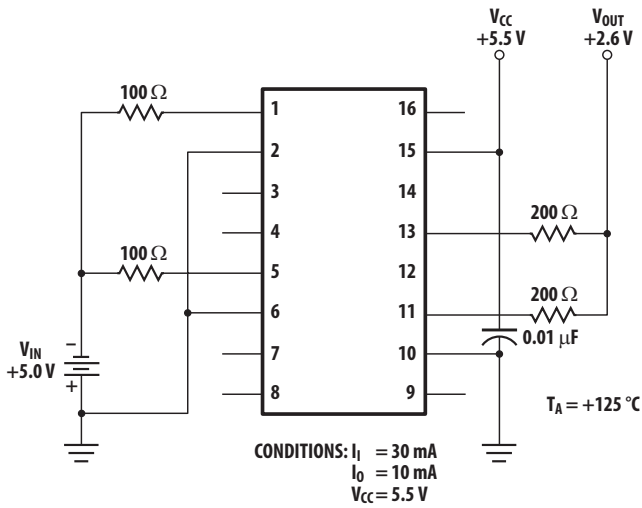 V_CC
+5.5 V
V_OUT
+2.6 V
100 Ω
1
16
2
15
3
14
4
13
200 Ω
100 Ω
5
12
6
11
200 Ω
0.01 μF
7
10
8
9
−
V_IN
+5.0 V
+
T_A = +125 °C
CONDITIONS: I_I = 30 mA
I_O = 10 mA
V_CC = 5.5 V